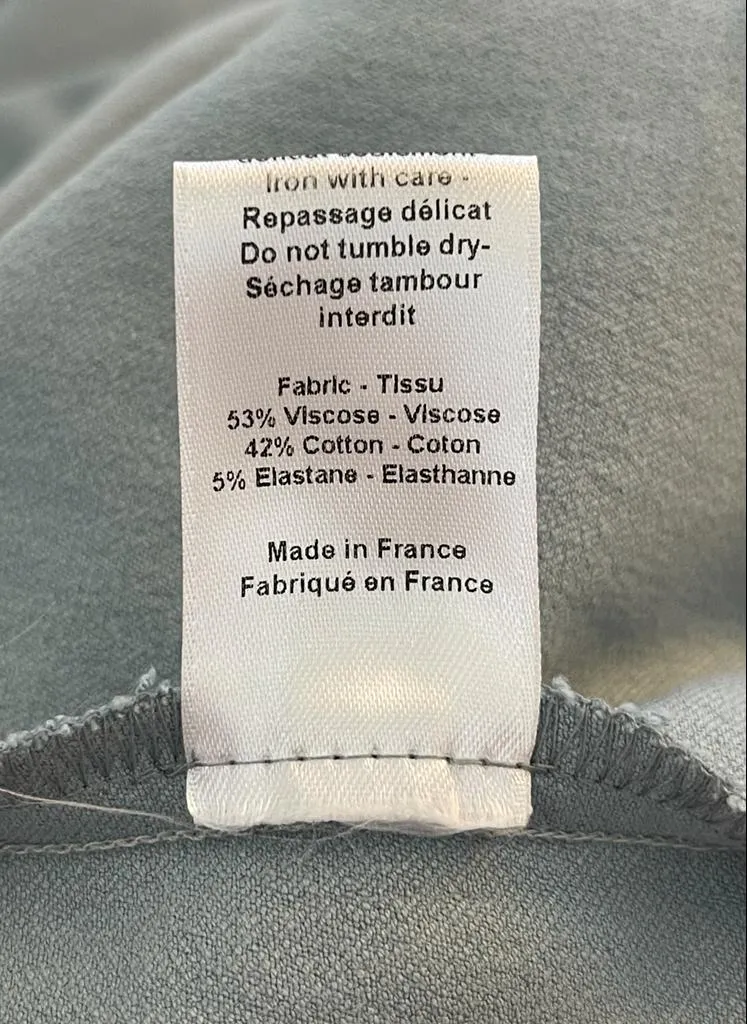 Iron with care -
Repassage délicat
Do not tumble dry-
Séchage tambour
interdit
Fabric - Tissu
53% Viscose - Viscose
42% Cotton - Coton
5% Elastane - Elasthanne
Made in France
Fabriqué en France